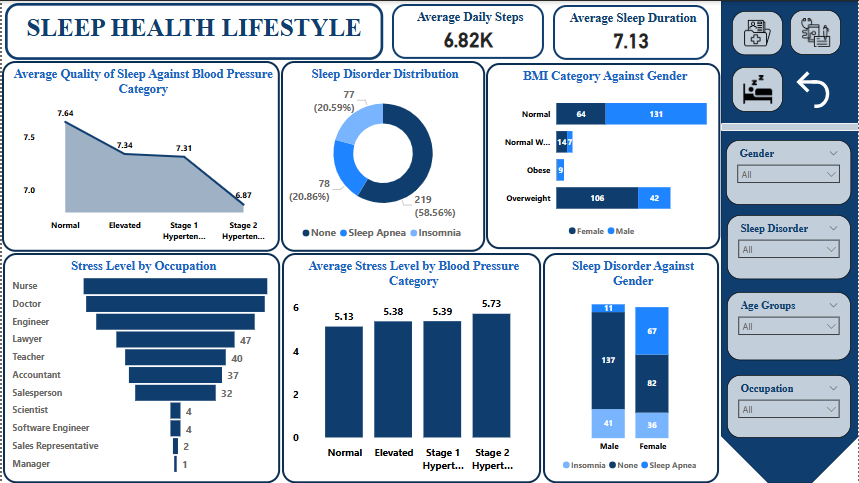 SLEEP HEALTH LIFESTYLE
Average Daily Steps
6.82K
Average Sleep Duration
7.13
Average Quality of Sleep Against Blood Pressure
Category
7.64
7.5
7.34
7.31
7.0
6.87
Normal
Elevated
Stage 1
Hyperten...
Stage 2
Hyperten...
Sleep Disorder Distribution
77
(20.59%)
78
(20.86%)
219
(58.56%)
None
Sleep Apnea
Insomnia
BMI Category Against Gender
Normal
64
131
Normal W...
14
7
Obese
9
Overweight
106
42
Female
Male
Stress Level by Occupation
Nurse
Doctor
Engineer
Lawyer
47
Teacher
40
Accountant
37
Salesperson
32
Scientist
4
Software Engineer
4
Sales Representative
2
Manager
1
Average Stress Level by Blood Pressure
Category
6
4
2
0
5.13
5.38
5.39
5.73
Normal
Elevated
Stage 1
Hypert...
Stage 2
Hypert...
Sleep Disorder Against
Gender
11
137
41
67
82
36
Male
Female
Insomnia
None
Sleep Apnea
Gender
All
Sleep Disorder
All
Age Groups
All
Occupation
All